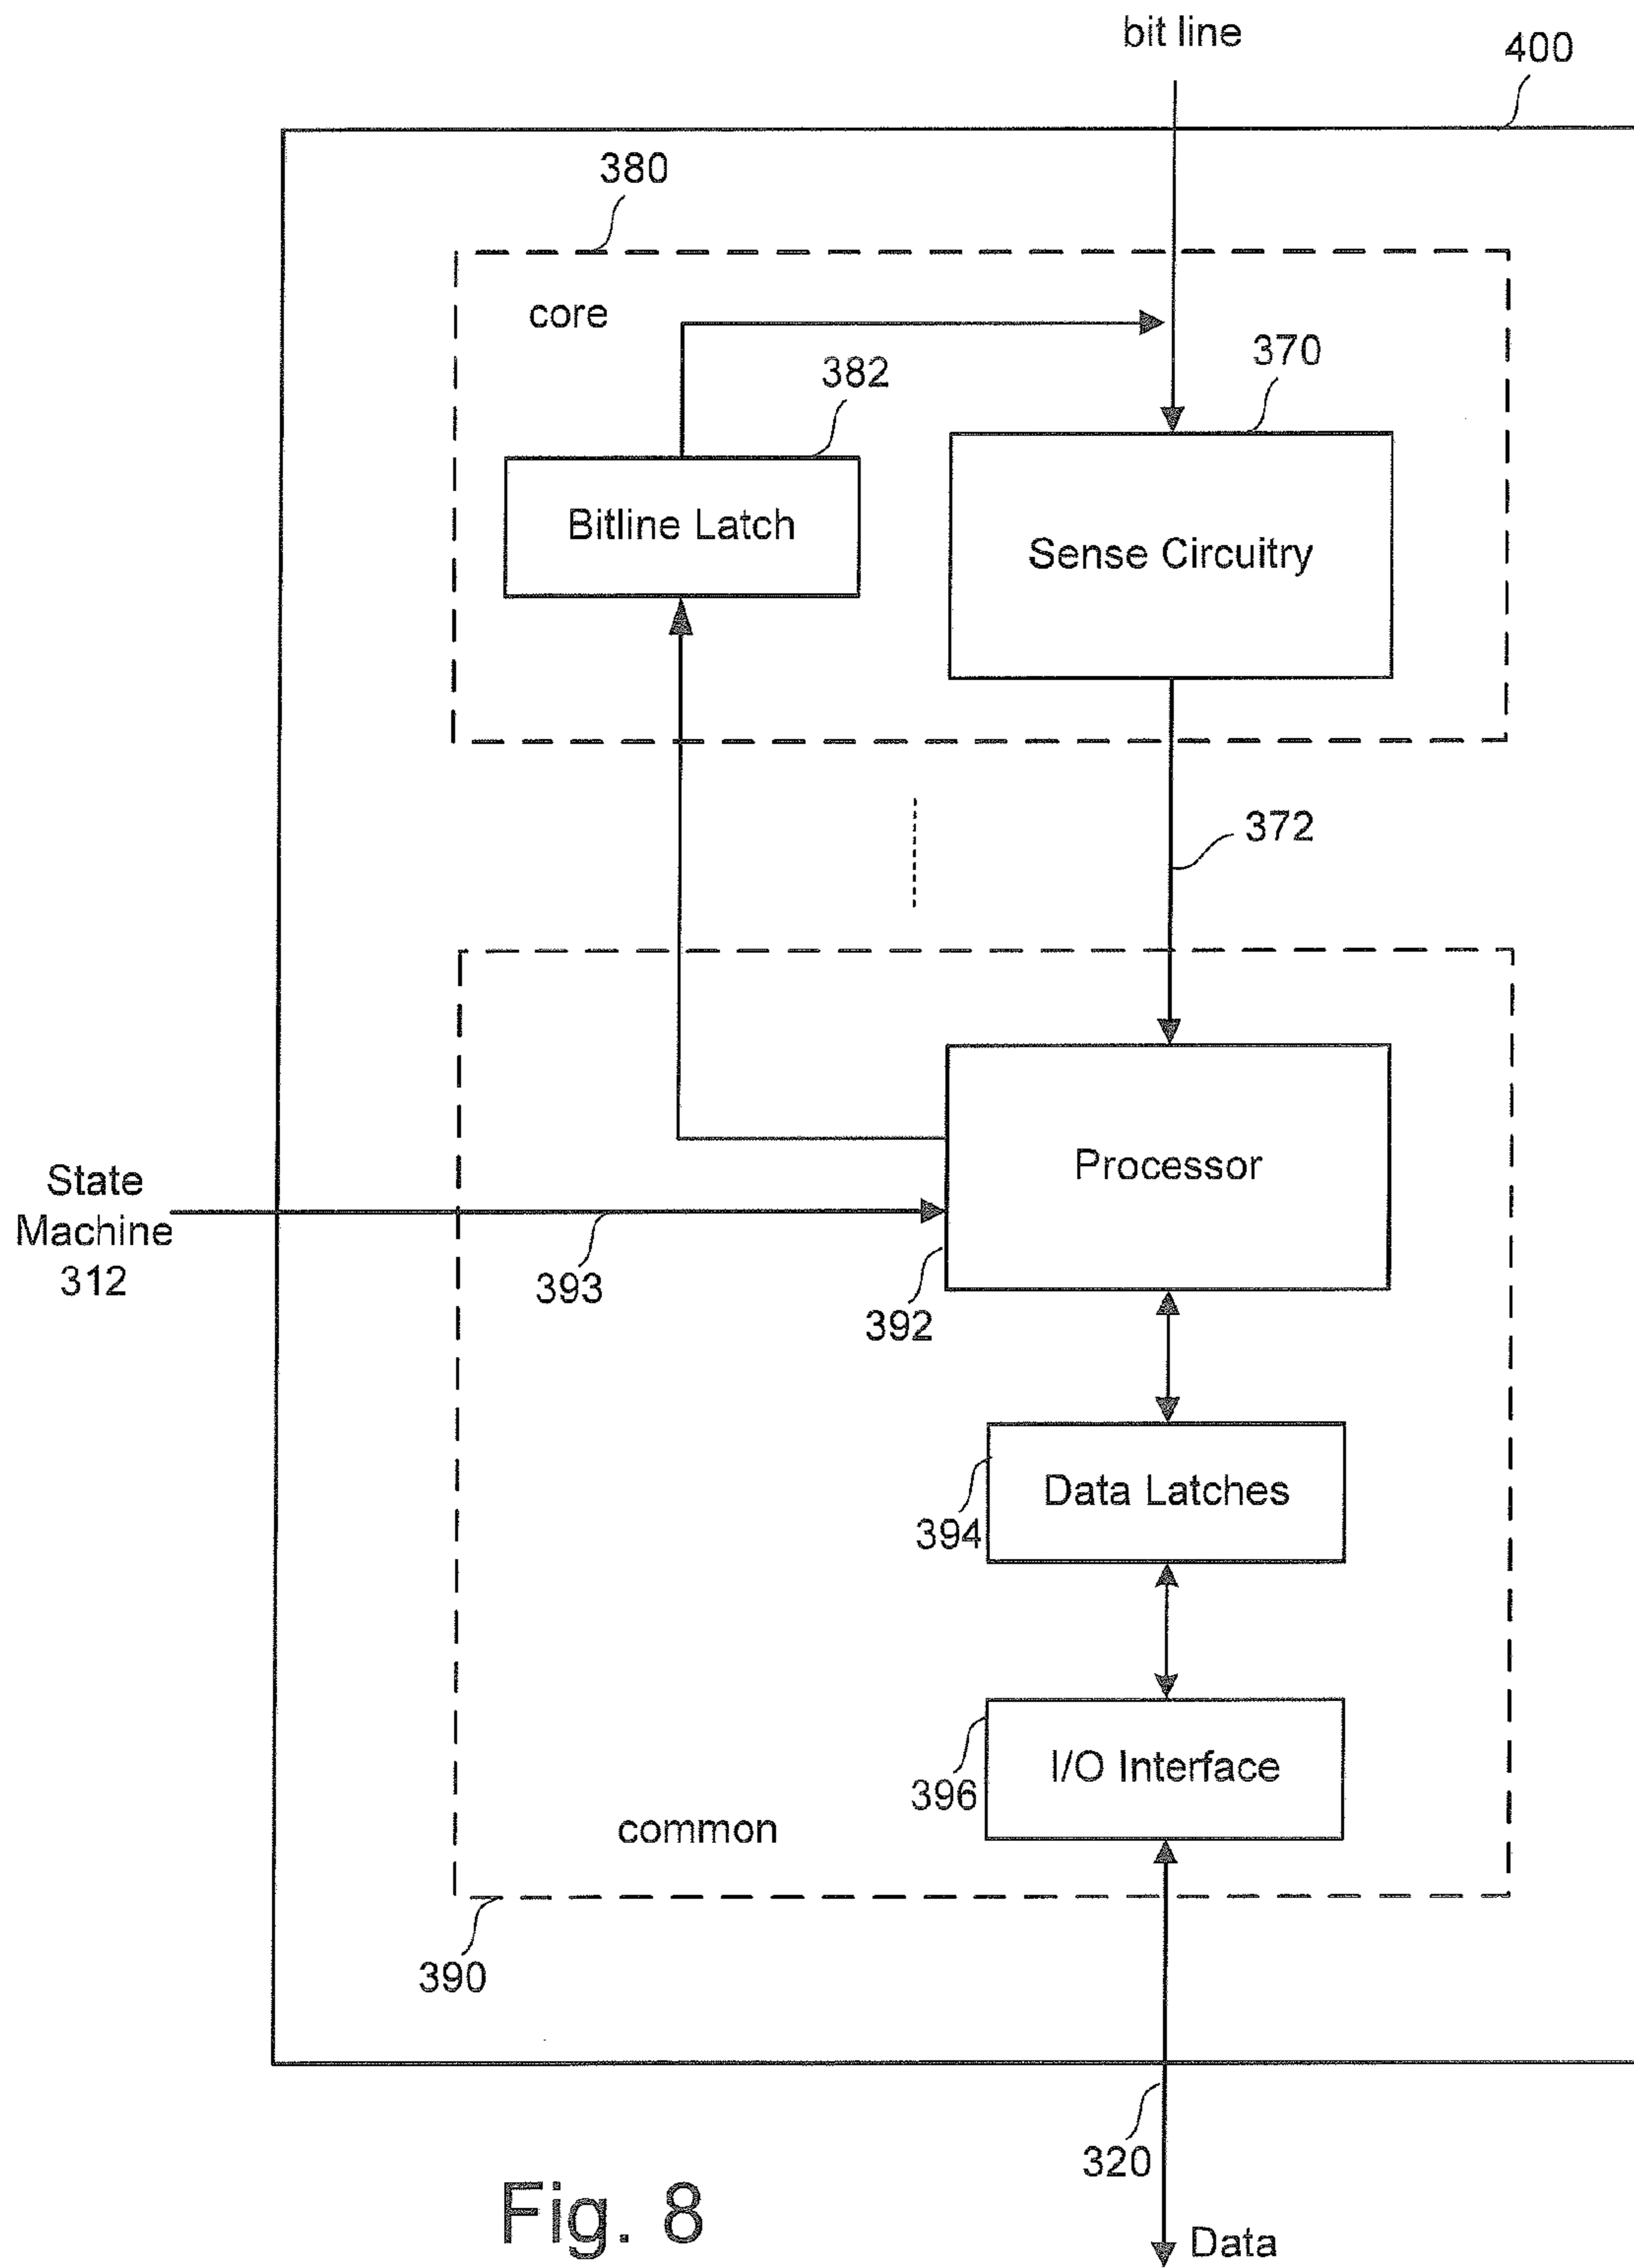 bit line
400
380
core
370
382
Bitline Latch
Sense Circuitry
372
State
Machine
312
Processor
393
392
Data Latches
394
I/O Interface
396
common
390
320
Fig. 8
Data